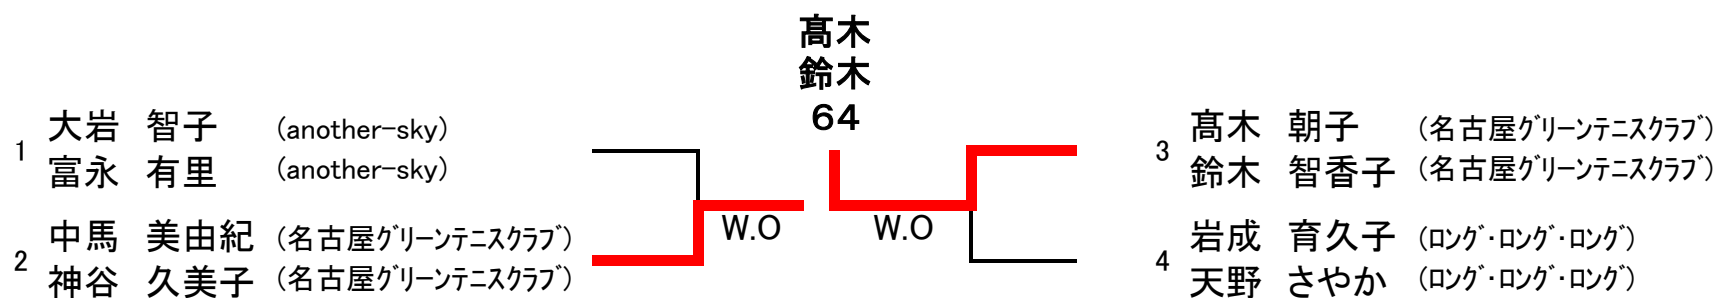 髙木
鈴木
64
1 大岩 智子 (another-sky)
富永 有里 (another-sky)
2 中馬 美由紀 (名古屋ｸﾞﾘｰﾝﾃﾆｽｸﾗﾌﾞ)
神谷 久美子 (名古屋ｸﾞﾘｰﾝﾃﾆｽｸﾗﾌﾞ)
W.O
W.O
3 髙木 朝子 (名古屋ｸﾞﾘｰﾝﾃﾆｽｸﾗﾌﾞ)
鈴木 智香子 (名古屋ｸﾞﾘｰﾝﾃﾆｽｸﾗﾌﾞ)
4 岩成 育久子 (ﾛﾝｸﾞ･ﾛﾝｸﾞ･ﾛﾝｸﾞ)
天野 さやか (ﾛﾝｸﾞ･ﾛﾝｸﾞ･ﾛﾝｸﾞ)